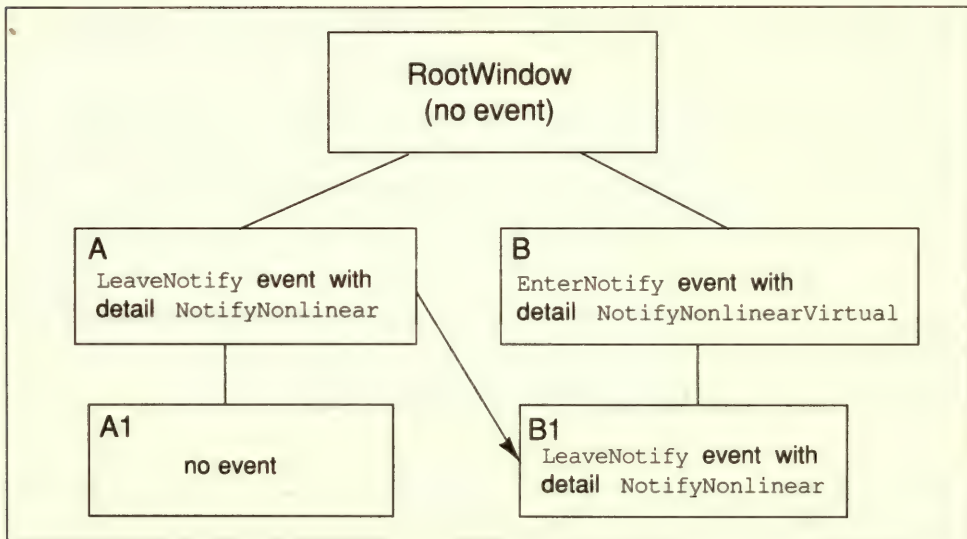 RootWindow
(no event)
A
LeaveNotify event with
detail NotifyNonlinear
B
EnterNotify event with
detail NotifyNonlinearVirtual
A1
no event
B1
LeaveNotify event with
detail NotifyNonlinear